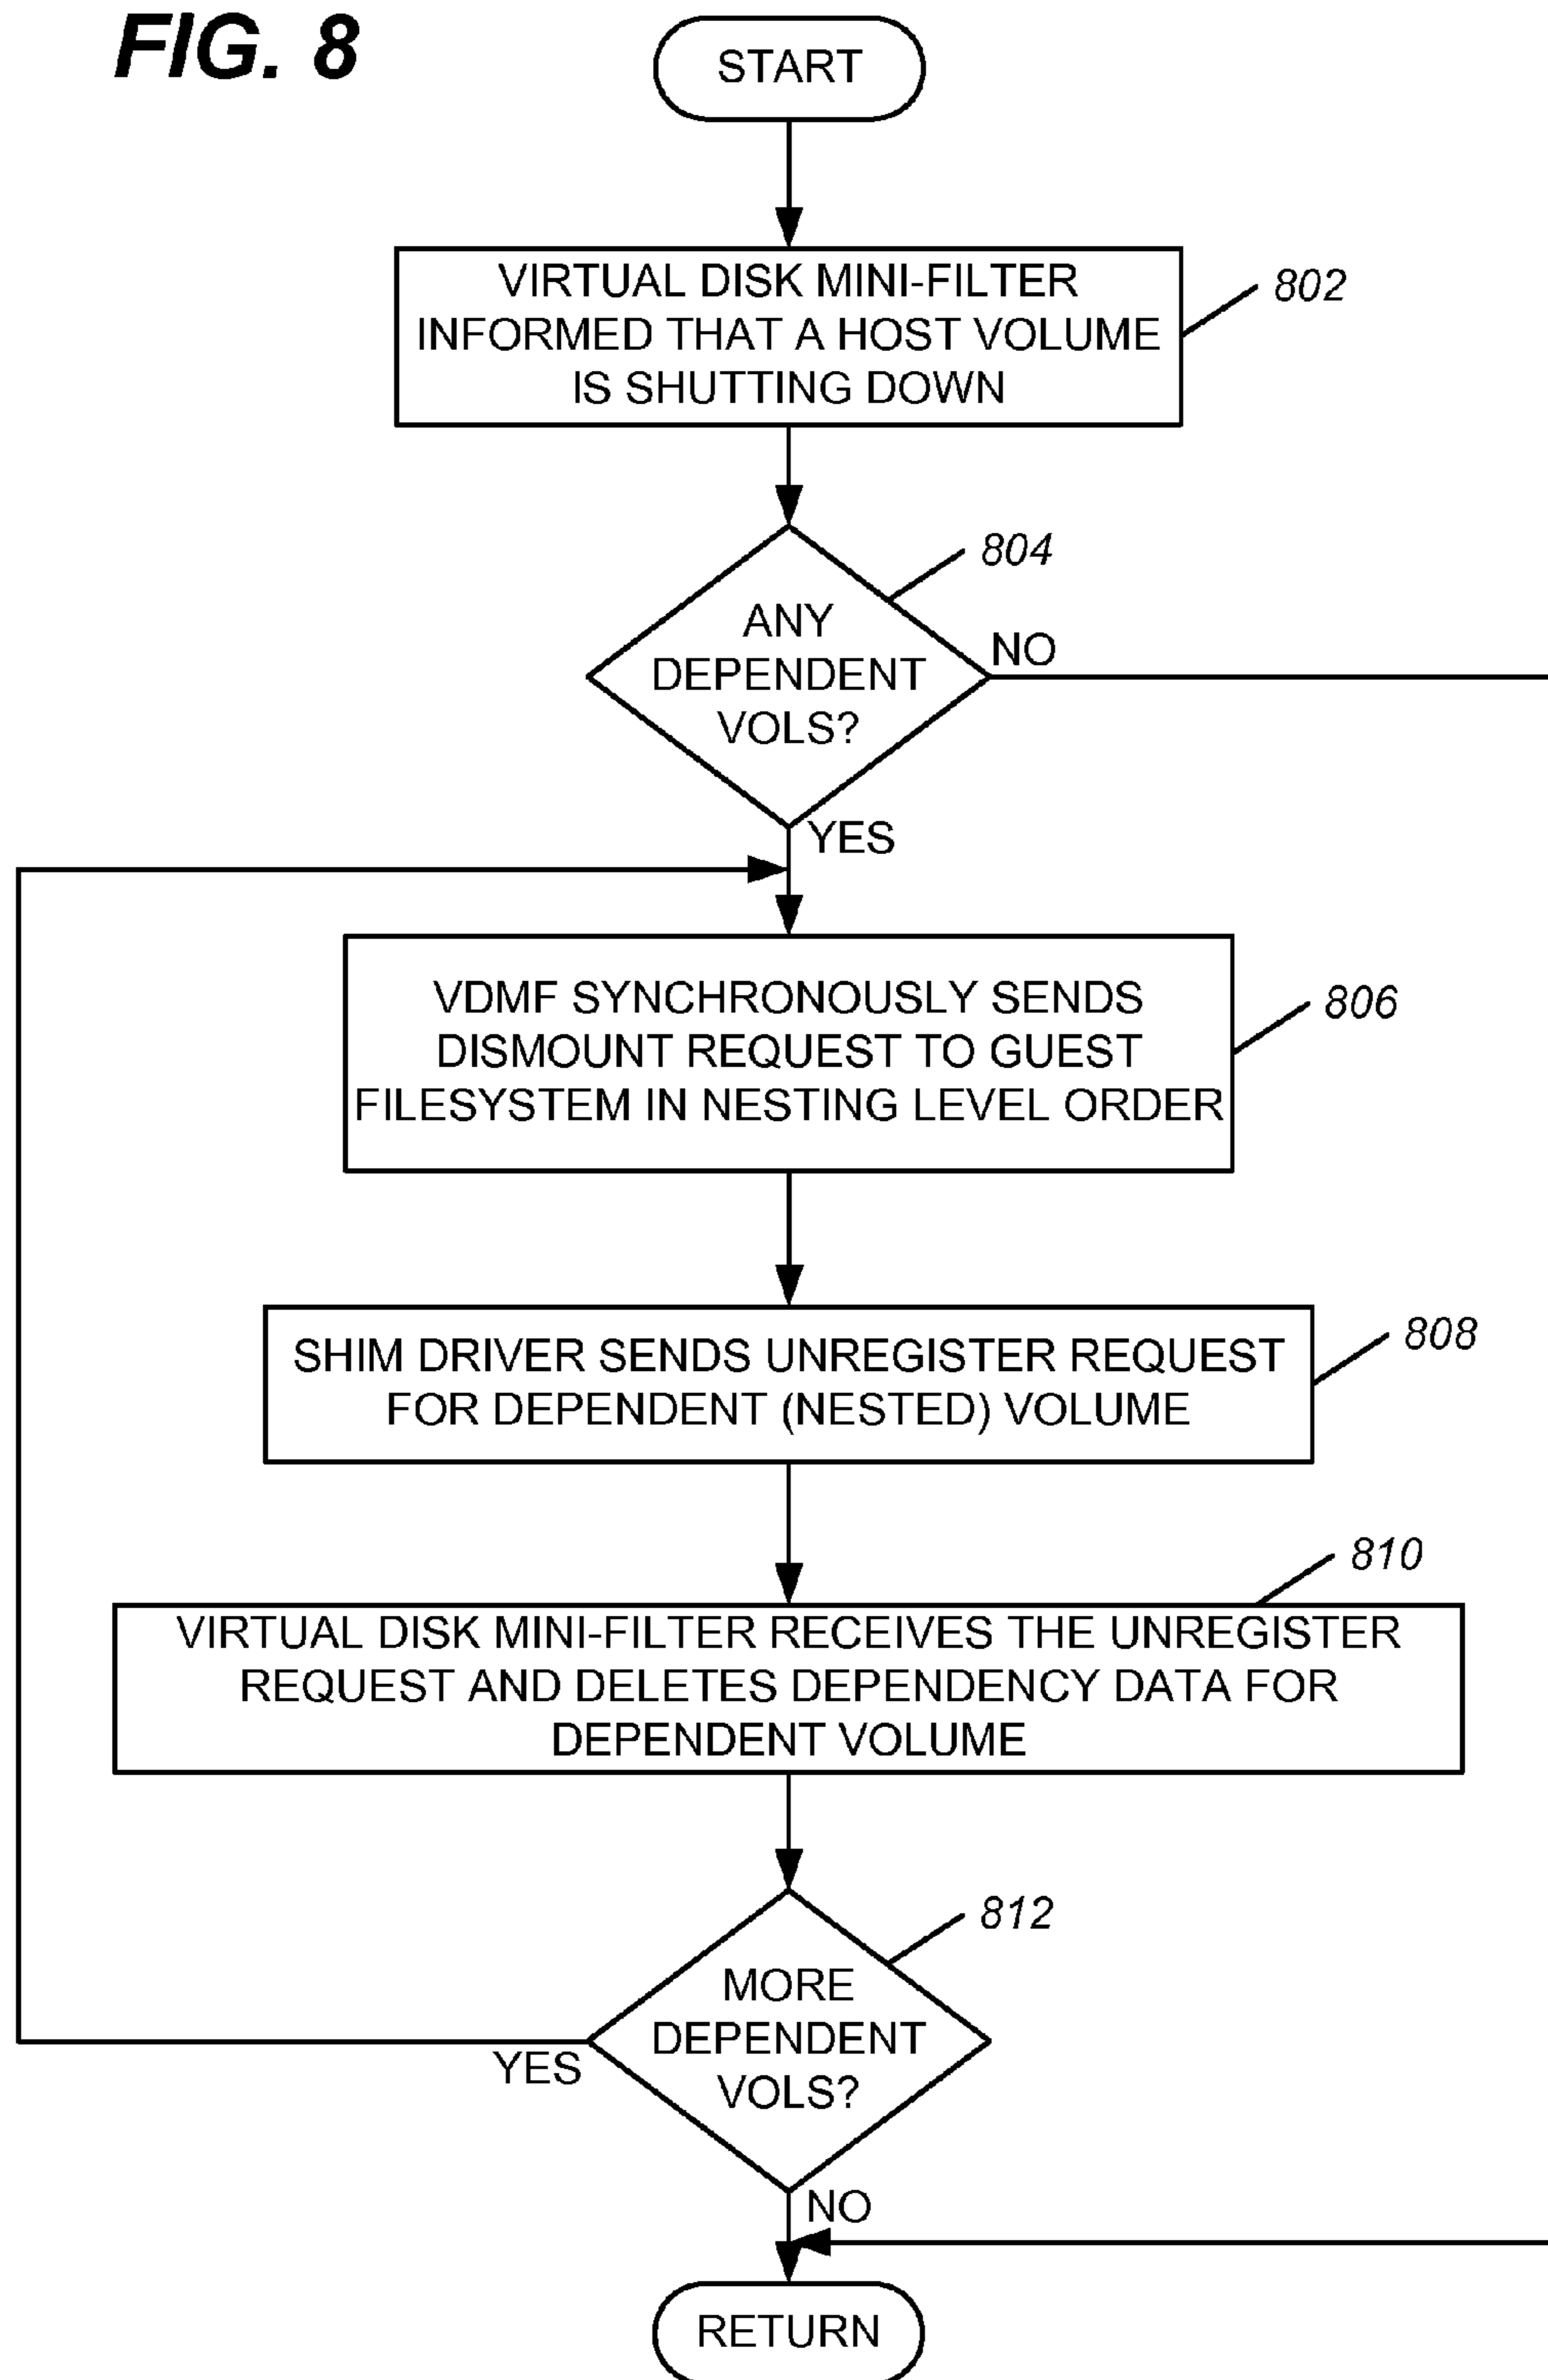 FIG. 8
START
VIRTUAL DISK MINI-FILTER
INFORMED THAT A HOST VOLUME
IS SHUTTING DOWN
802
804
ANY
DEPENDENT
VOLS?
NO
YES
VDMF SYNCHRONOUSLY SENDS
DISMOUNT REQUEST TO GUEST
FILESYSTEM IN NESTING LEVEL ORDER
806
SHIM DRIVER SENDS UNREGISTER REQUEST
FOR DEPENDENT (NESTED) VOLUME
808
810
VIRTUAL DISK MINI-FILTER RECEIVES THE UNREGISTER
REQUEST AND DELETES DEPENDENCY DATA FOR
DEPENDENT VOLUME
812
MORE
DEPENDENT
VOLS?
YES
NO
RETURN